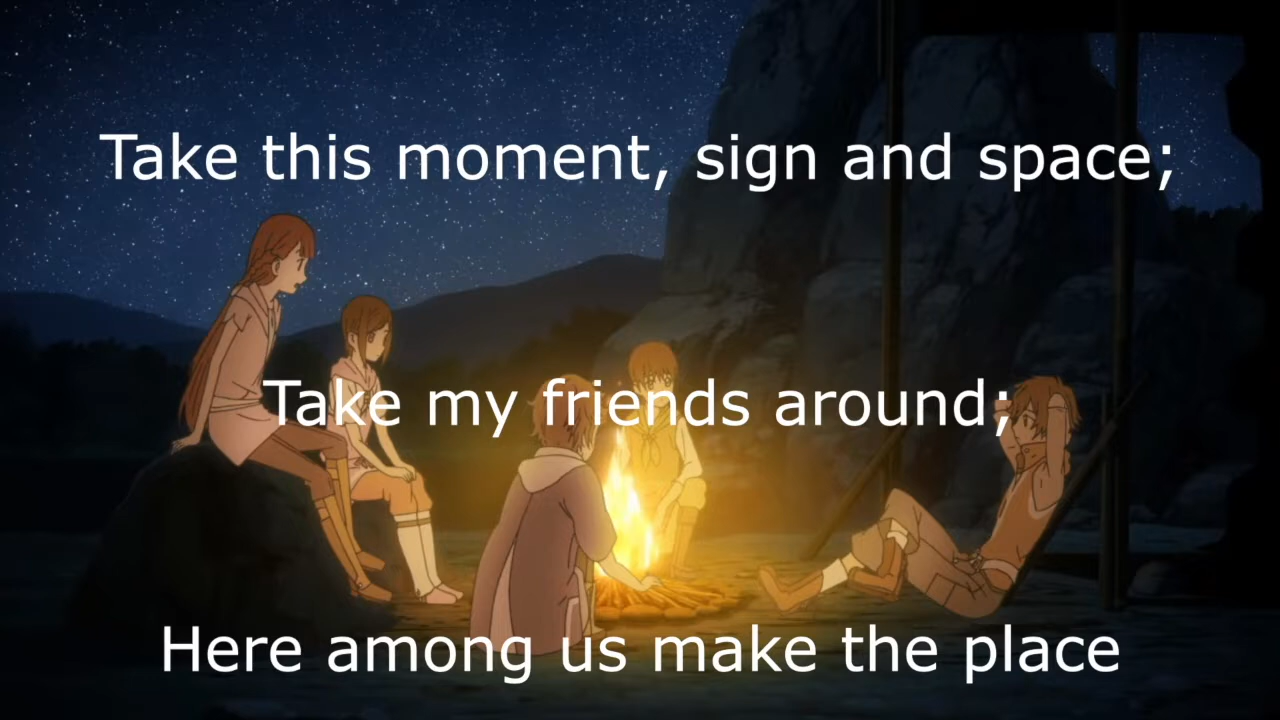 Take this moment, sign and space;
Take my friends around;
Here among us make the place